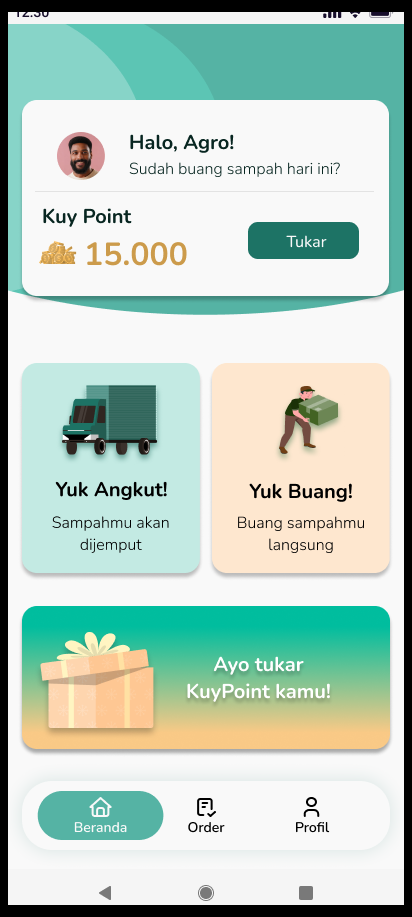 12:30
Halo, Agro!
Sudah buang sampah hari ini?
Kuy Point
15.000
Tukar
Yuk Angkut!
Sampahmu akan
dijemput
Yuk Buang!
Buang sampahmu
langsung
Ayo tukar
KuyPoint kamu!
Beranda
Order
Profil